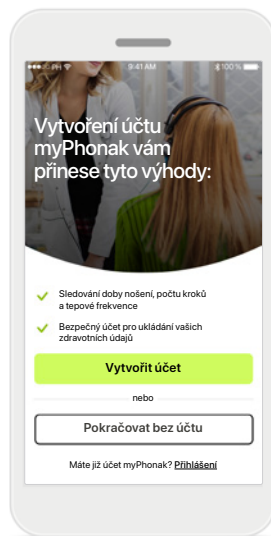 PH 9:41 AM 100%
Vytvoření účtu
myPhonak vám
přinese tyto výhody:
Sledování doby nošení, počtu kroků
a tepové frekvence
Bezpečný účet pro ukládání vašich
zdravotních údajů
Vytvořit účet
nebo
Pokračovat bez účtu
Máte již účet myPhonak? Přihlášení